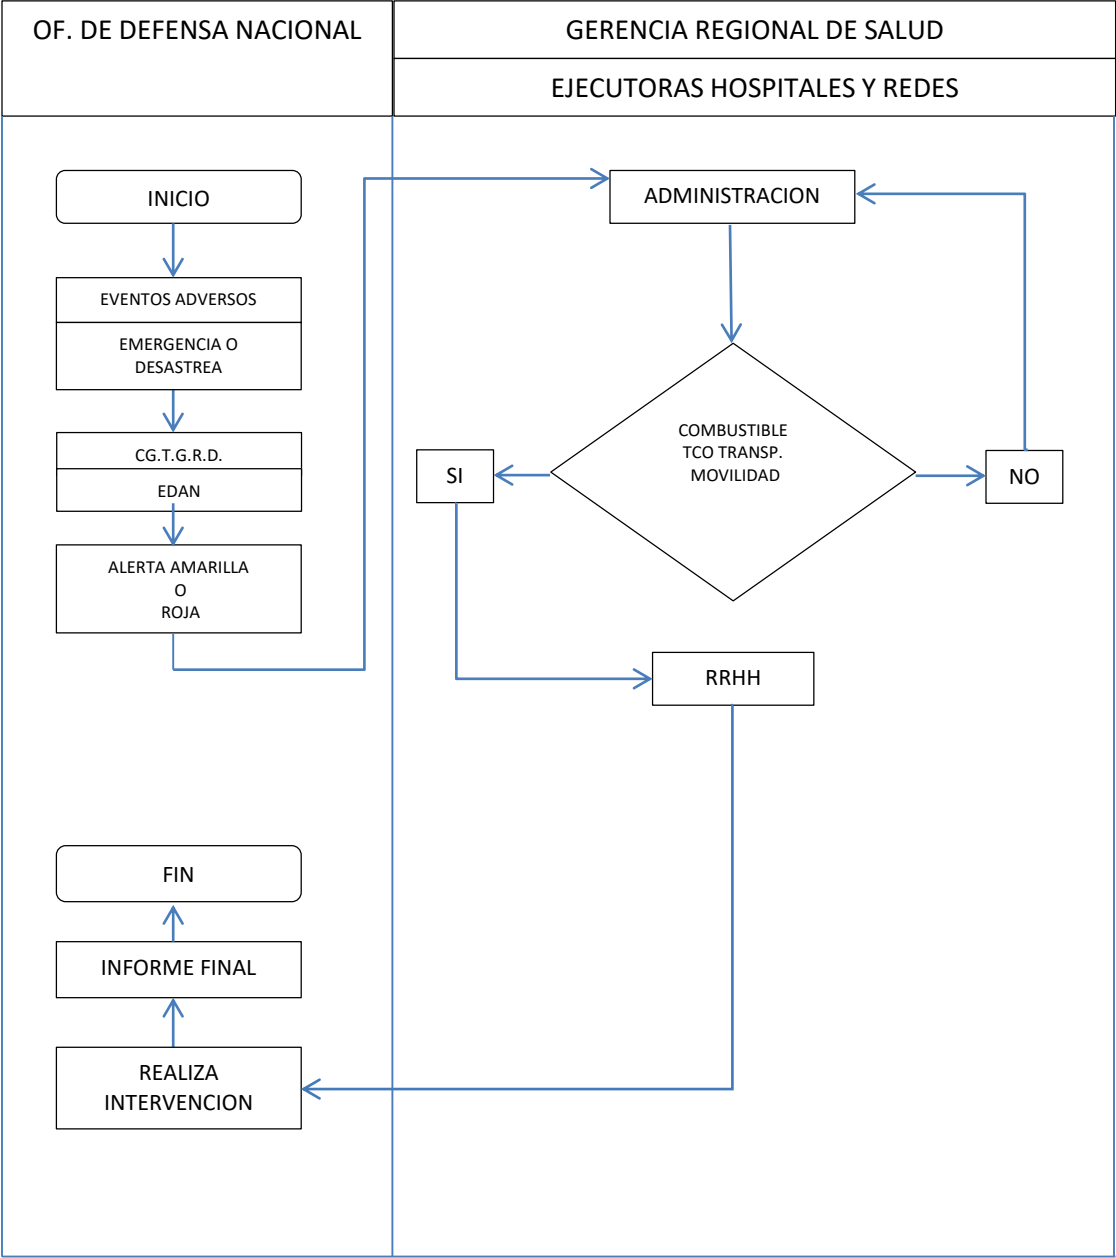 OF. DE DEFENSA NACIONAL
GERENCIA REGIONAL DE SALUD
EJECUTORAS HOSPITALES Y REDES
INICIO
EVENTOS ADVERSOS
EMERGENCIA O
DESASTREA
CG.T.G.R.D.
EDAN
ALERTA AMARILLA
O
ROJA
ADMINISTRACION
COMBUSTIBLE
TCO TRANSP.
MOVILIDAD
SI
NO
RRHH
FIN
INFORME FINAL
REALIZA
INTERVENCION